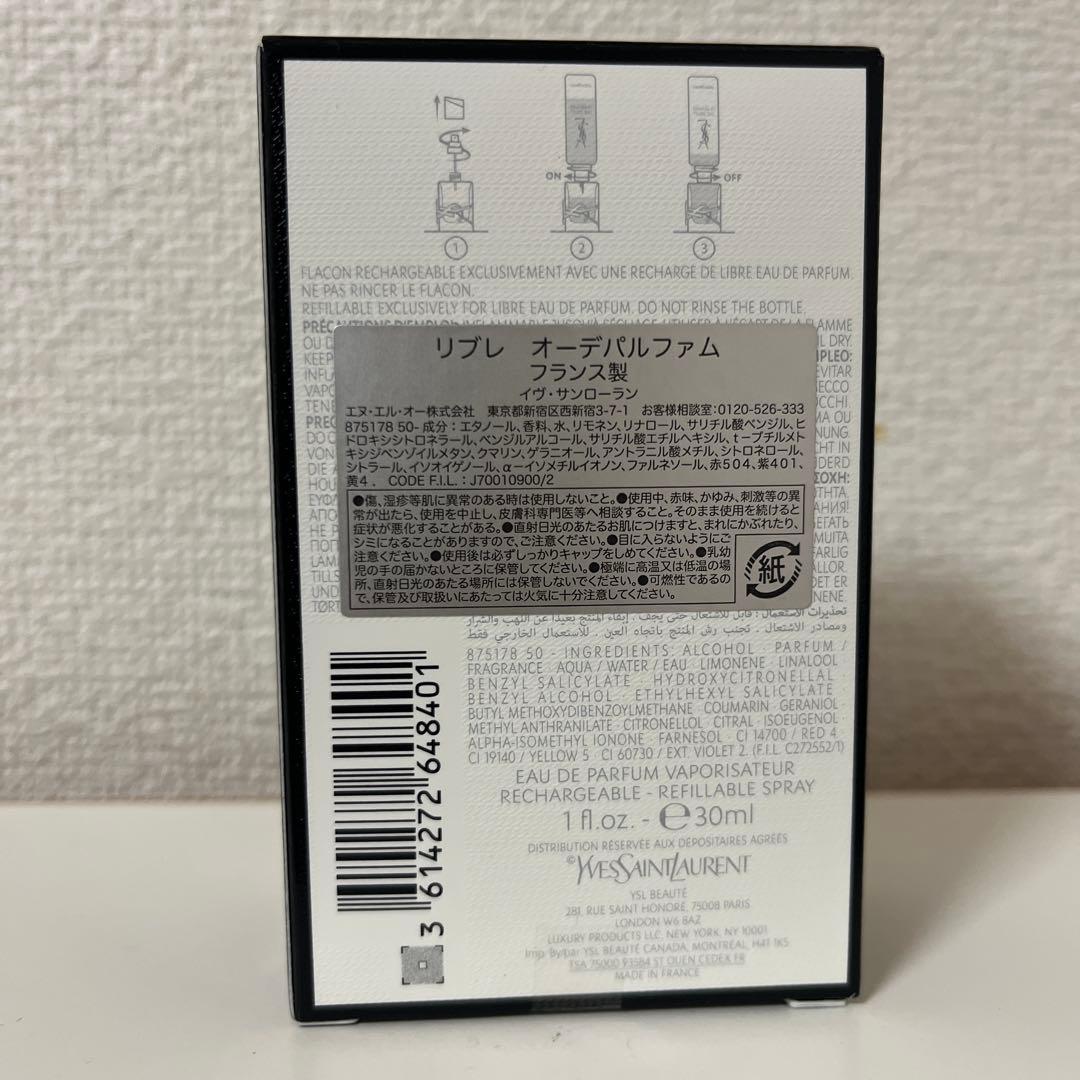 ON
OFF
1
2
3
FLACON RECHARGEABLE EXCLUSIVEMENT AVEC UNE RECHARGE DE LIBRE EAU DE PARFUM.
NE PAS RINCER LE FLACON.
REFILLABLE EXCLUSIVELY FOR LIBRE EAU DE PARFUM. DO NOT RINSE THE BOTTLE.
リブレ オーデパルファム
フランス製
イヴ・サンローラン
エヌ・エル・オー株式会社 東京都新宿区西新宿3-7-1 お客様相談室:0120-526-333
875178 50- 成分:エタノール、香料、水、リモネン、リナロール、サリチル酸ベンジル、ヒ
ドロキシシトロネラール、ベンジルアルコール、サリチル酸エチルヘキシル、t-ブチルメト
キシジベンゾイルメタン、クマリン、ゲラニオール、アントラニル酸メチル、シトロネロール、
シトラール、イソオイゲノール、α-イソメチルイオノン、ファルネソール、赤504、紫401、
黄4. CODE F.I.L.: J70010900/2
●傷、湿疹等肌に異常のある時は使用しないこと。●使用中、赤味、かゆみ、刺激等の異
常が出たら、使用を中止し、皮膚科専門医等へ相談すること。そのまま使用を続けると
症状が悪化することがある。●直射日光のあたるお肌につけますと、まれにかぶれたり、
シミになることがありますので、ご注意ください。●目に入らないようにご
注意ください。●使用後は必ずしっかりキャップをしめてください。●乳幼
児の手の届かないところに保管してください。●極端に高温又は低温の場
所、直射日光のあたる場所には保管しないでください。●可燃性であるの
で、保管及び取扱いにあたっては火気に十分注意してください。
紙
875178 50 - INGREDIENTS: ALCOHOL · PARFUM /
FRAGRANCE · AQUA / WATER / EAU · LIMONENE · LINALOOL
BENZYL SALICYLATE · HYDROXYCITRONELLAL
BENZYL ALCOHOL · ETHYLHEXYL SALICYLATE
BUTYL METHOXYDIBENZOYLMETHANE · COUMARIN · GERANIOL
METHYL ANTHRANILATE · CITRONELLOL · CITRAL · ISOEUGENOL
ALPHA-ISOMETHYL IONONE · FARNESOL · CI 14700 / RED 4
CI 19140 / YELLOW 5 · CI 60730 / EXT. VIOLET 2. (F.I.L. C272552/1)
EAU DE PARFUM VAPORISATEUR
RECHARGEABLE - REFILLABLE SPRAY
1 fl.oz. - ℮ 30ml
DISTRIBUTION RÉSERVÉE AUX DÉPOSITAIRES AGRÉÉS
©YVESSAINTLAURENT
YSL BEAUTÉ
281, RUE SAINT HONORÉ, 75008 PARIS
LONDON W6 8AZ
LUXURY PRODUCTS LLC, NEW YORK, NY 10001
Imp. By/par YSL BEAUTÉ CANADA, MONTRÉAL, H4T 1K5
TSA 75000 93584 ST OUEN CEDEX FR
MADE IN FRANCE
3 614272 648401